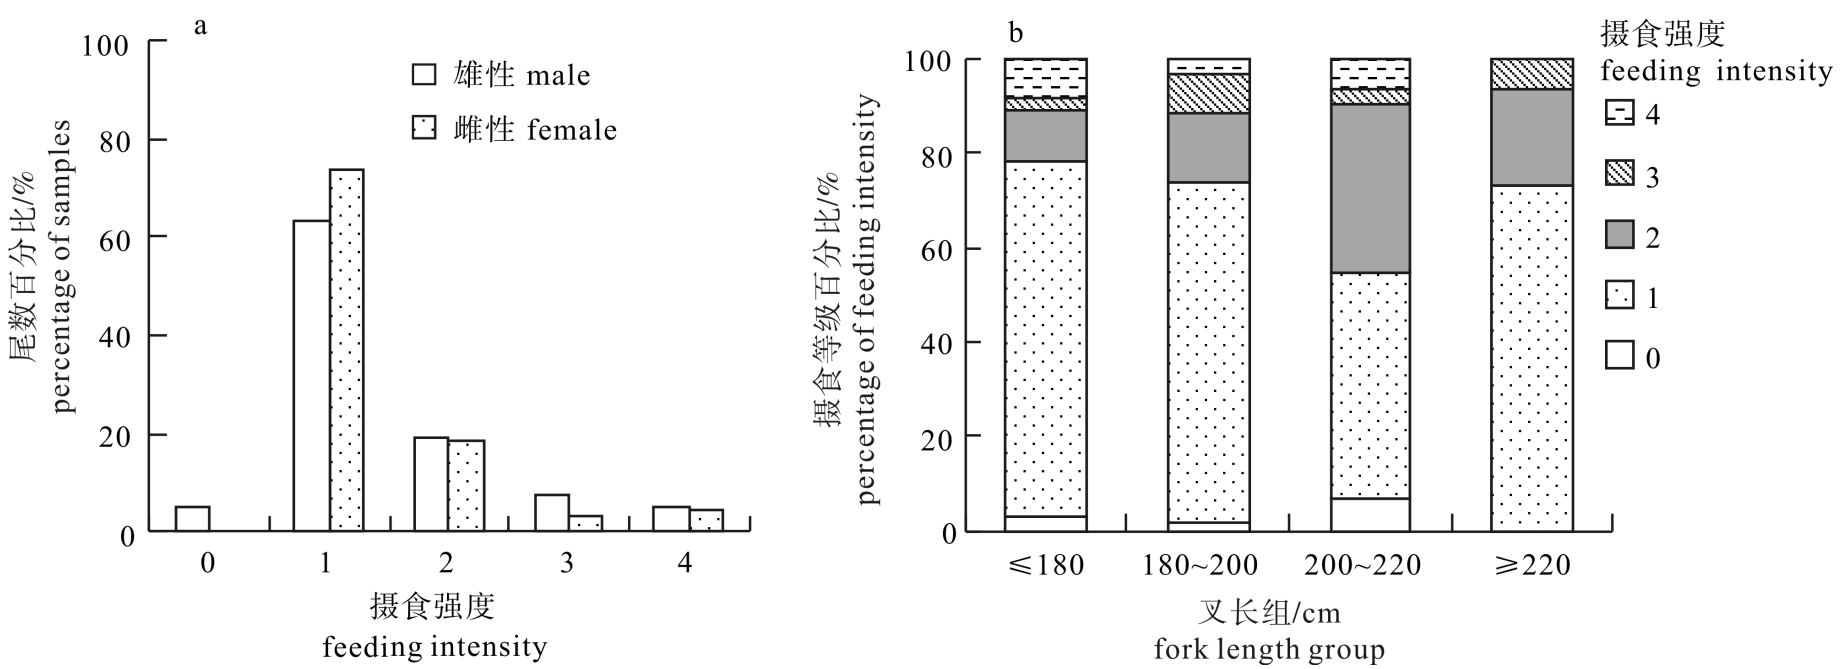 a
尾数百分比/%
percentage of samples
100
80
60
40
20
0
雄性 male
雌性 female
0 1 2 3 4
摄食强度
feeding intensity
b
摄食等级百分比/%
percentage of feeding intensity
100
80
60
40
20
0
≤180 180~200 200~220 ≥220
叉长组/cm
fork length group
摄食强度
feeding intensity
4
3
2
1
0